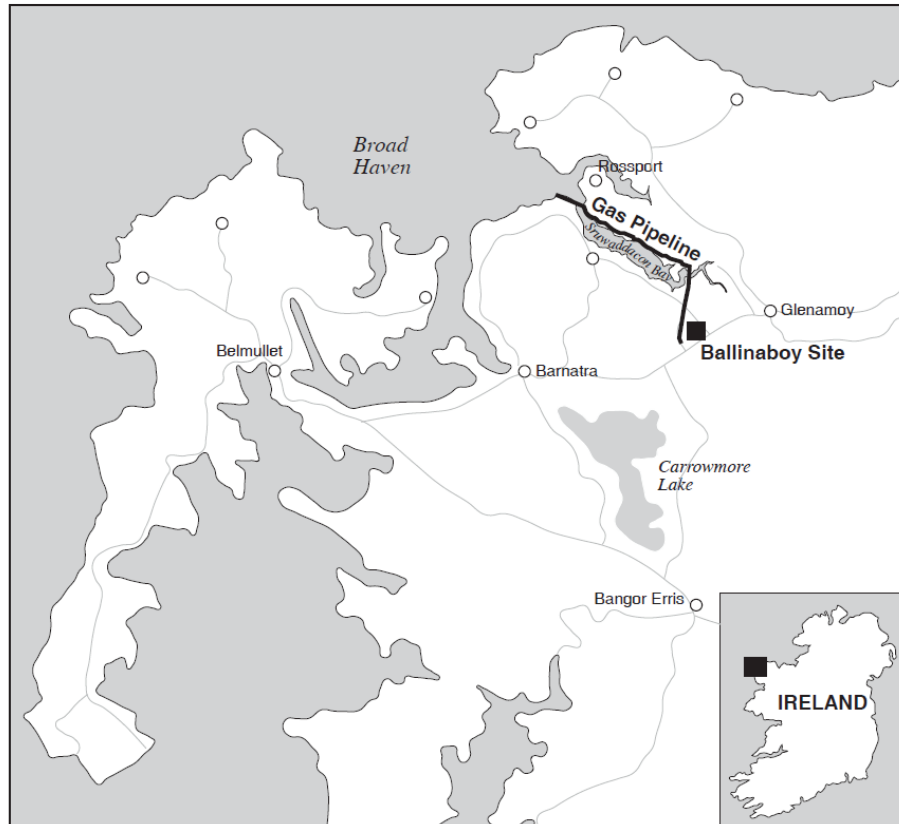 Broad
Haven
Rossport
Gas Pipeline
Sruwaddacon Bay
Glenamoy
Ballinaboy Site
Belmullet
Barnatra
Carrowmore
Lake
Bangor Erris
IRELAND